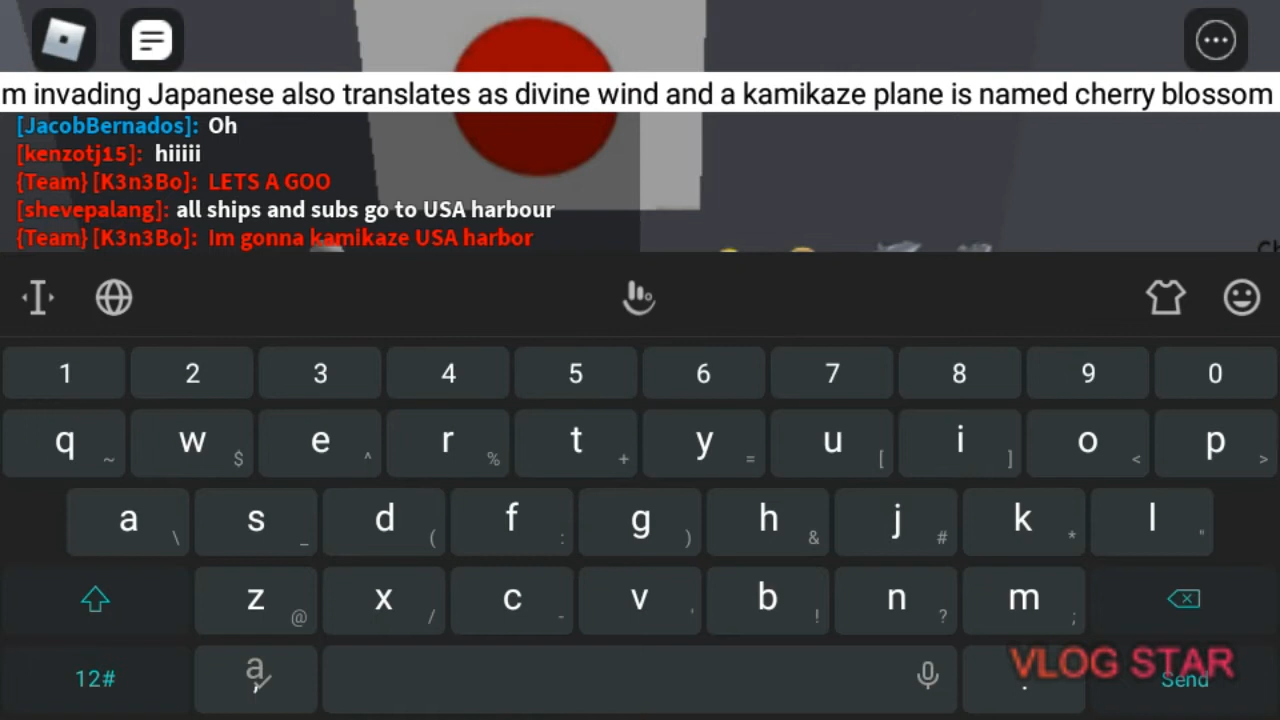 m invading Japanese also translates as divine wind and a kamikaze plane is named cherry blossom
[JacobBernados]: Oh
[kenzotj15]: hiiiii
{Team} [K3n3Bo]: LETS A GOO
[shevepalang]: all ships and subs go to USA harbour
{Team} [K3n3Bo]: Im gonna kamikaze USA harbor
1 2 3 4 5 6 7 8 9 0
q ~ w $ e ^ r % t + y = u [ i ] o < p >
a \ s _ d ( f : g ) h & j # k * l "
z @ x / c - v ' b ! n ? m ;
12# a , . Send
VLOG STAR